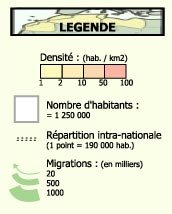 LEGENDE
Densité : (hab. / km2)
1 2 10 50 100
Nombre d'habitants :
= 1 250 000
Répartition intra-nationale
(1 point = 190 000 hab.)
Migrations : (en milliers)
20
500
1000